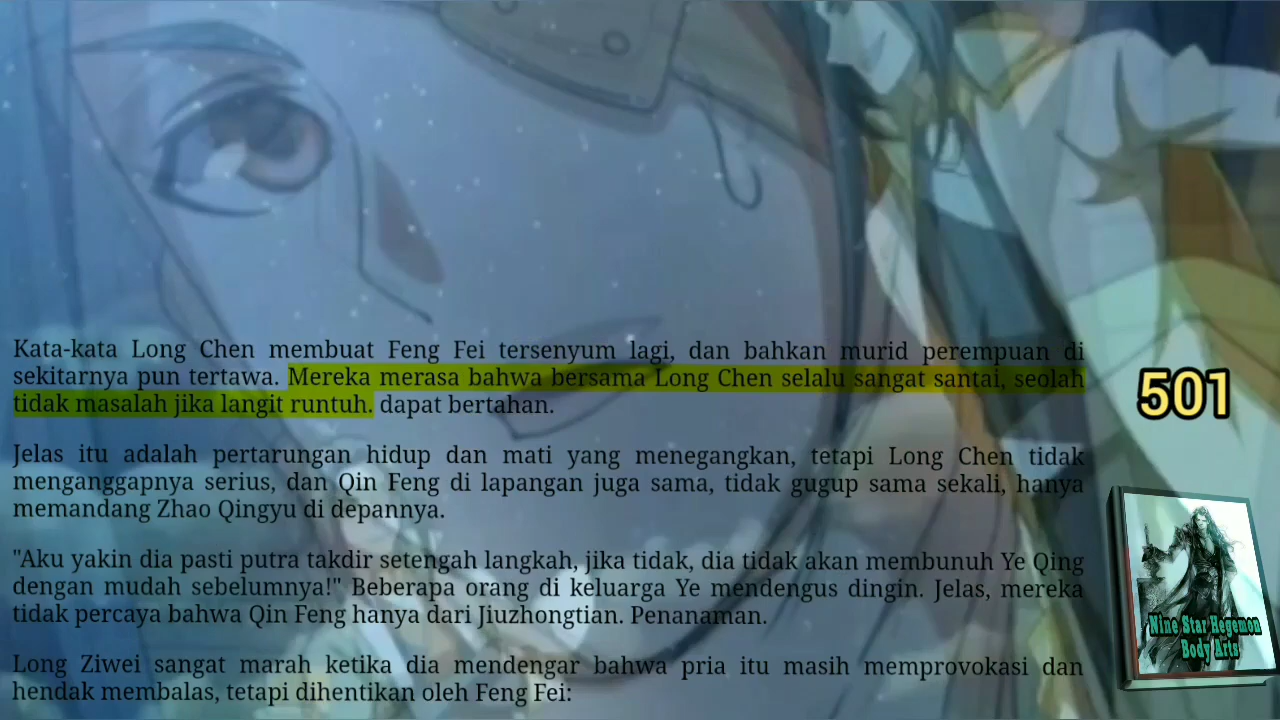 Kata-kata Long Chen membuat Feng Fei tersenyum lagi, dan bahkan murid perempuan di
sekitarnya pun tertawa. Mereka merasa bahwa bersama Long Chen selalu sangat santai, seolah
tidak masalah jika langit runtuh. dapat bertahan.
Jelas itu adalah pertarungan hidup dan mati yang menegangkan, tetapi Long Chen tidak
menganggapnya serius, dan Qin Feng di lapangan juga sama, tidak gugup sama sekali, hanya
memandang Zhao Qingyu di depannya.
"Aku yakin dia pasti putra takdir setengah langkah, jika tidak, dia tidak akan membunuh Ye Qing
dengan mudah sebelumnya!" Beberapa orang di keluarga Ye mendengus dingin. Jelas, mereka
tidak percaya bahwa Qin Feng hanya dari Jiuzhongtian. Penanaman.
Long Ziwei sangat marah ketika dia mendengar bahwa pria itu masih memprovokasi dan
hendak membalas, tetapi dihentikan oleh Feng Fei:
501
Nine Star Hegemon
Body Arts